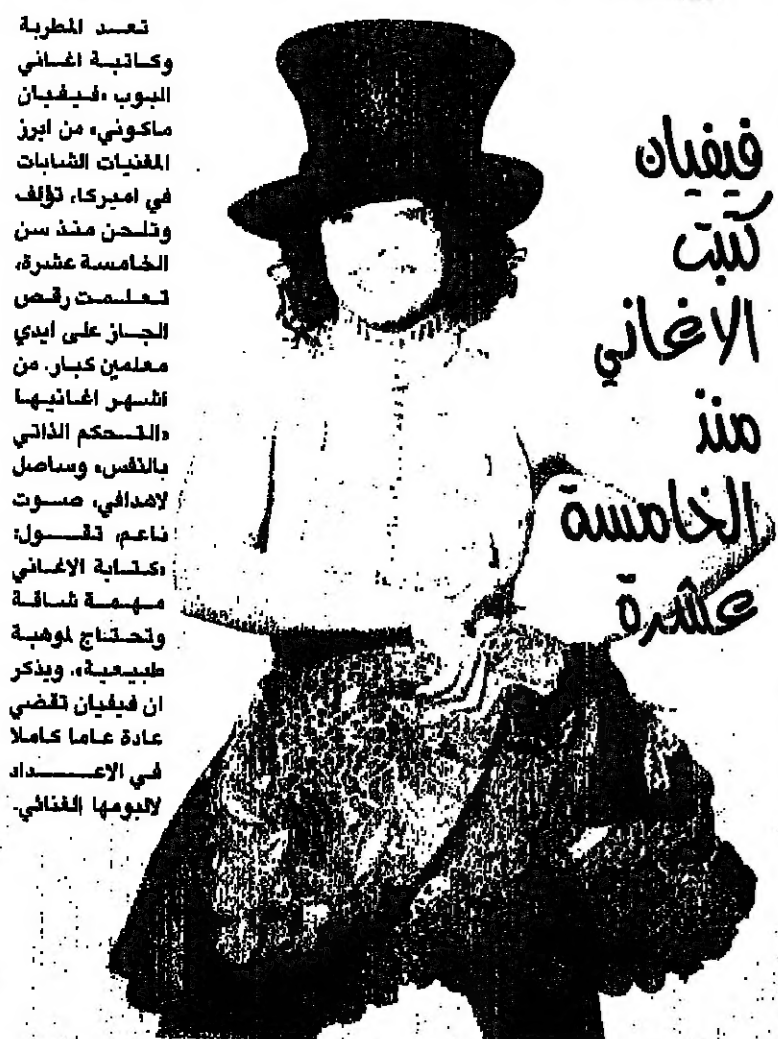 فيفيان
كتبت
الاغاني
منذ
الخامسة
عشرة
تعد المطربة
وكاتبة اغاني
البوب «فيفيان
ماكوني» من ابرز
المغنيات الشابات
في اميركا، تؤلف
وتلحن منذ سن
الخامسة عشرة،
تعلمت رقص
الجاز على ايدي
معلمين كبار. من
اشهر اغانيها
«التحكم الذاتي
بالنفس» وساصل
لاهدافي، صوت
ناعم، تقول:
«كتابة الاغاني
مهمة شاقة
وتحتاج لموهبة
طبيعية». ويذكر
ان فيفيان تقضي
عادة عاما كاملا
في الاعداد
لالبومها الغنائي.